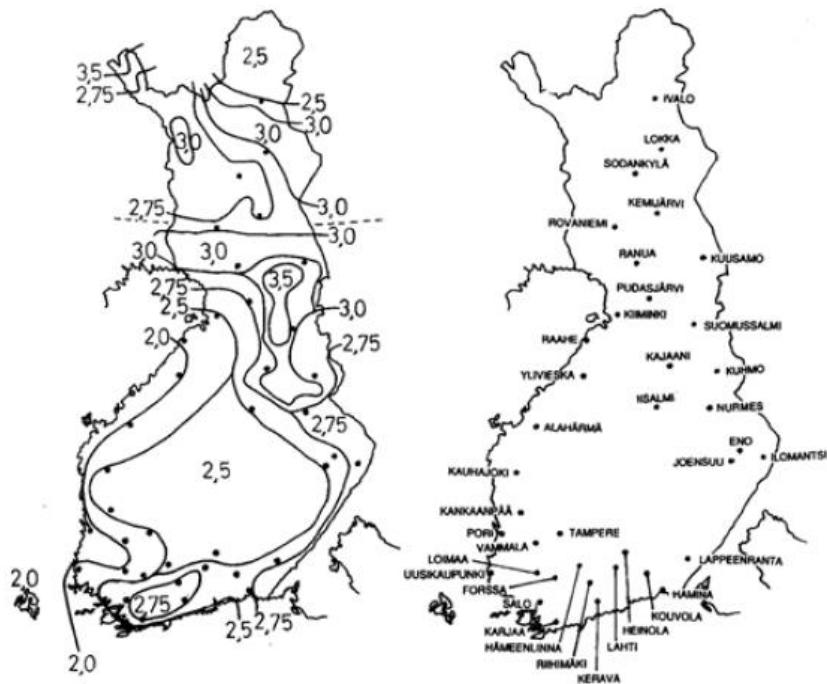 2,5
3,5
2,75
2,5
3,0
3,0
3,0
2,75
3,0
3,0
3,0
3,0
3,5
2,75
2,5
3,0
2,0
2,75
2,75
2,5
2,0
2,75
2,5
2,75
2,0
IVALO
LOKKA
SODANKYLÄ
KEMIJÄRVI
ROVANIEMI
RANUA
KUUSAMO
PUDASJÄRVI
KIIMINKI
SUOMUSSALMI
RAAHE
KAJAANI
KUHMO
YLIVIESKA
IISALMI
NURMES
ALAHÄRMÄ
ENO
JOENSUU
ILOMANTSI
KAUHAJOKI
KANKAANPÄÄ
PORI
TAMPERE
VAMMALA
LOIMAA
LAPPEENRANTA
UUSIKAUPUNKI
FORSSA
HAMINA
SALO
KOUVOLA
KARJAA
HEINOLA
HÄMEENLINNA
LAHTI
RIIHIMÄKI
KERAVA